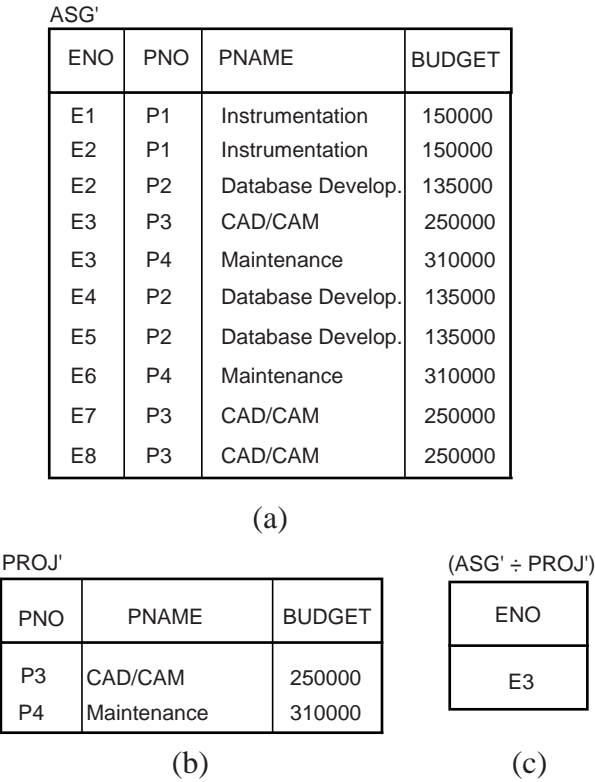 ASG'
ENO PNO PNAME BUDGET
E1 P1 Instrumentation 150000
E2 P1 Instrumentation 150000
E2 P2 Database Develop. 135000
E3 P3 CAD/CAM 250000
E3 P4 Maintenance 310000
E4 P2 Database Develop. 135000
E5 P2 Database Develop. 135000
E6 P4 Maintenance 310000
E7 P3 CAD/CAM 250000
E8 P3 CAD/CAM 250000
(a)
PROJ'
PNO PNAME BUDGET
P3 CAD/CAM 250000
P4 Maintenance 310000
(b)
(ASG' ÷ PROJ')
ENO
E3
(c)